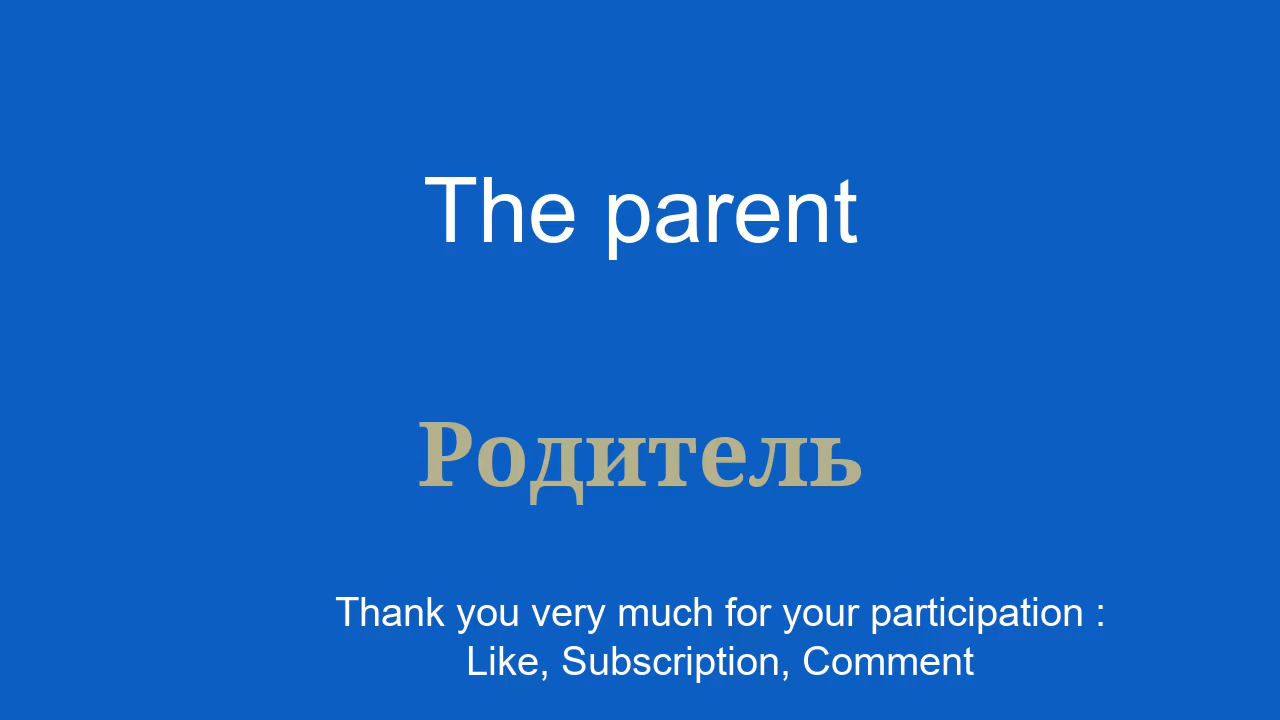 The parent
Родитель
Thank you very much for your participation :
Like, Subscription, Comment